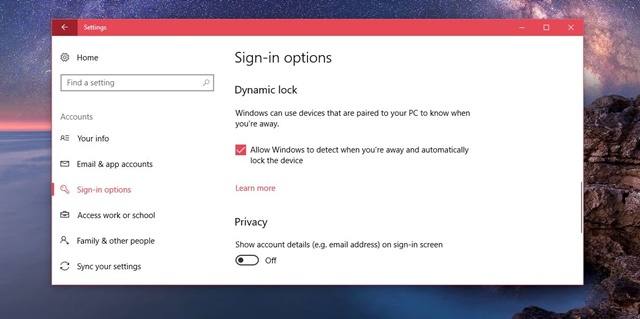 Settings
Home
Find a setting
Accounts
Your info
Email & app accounts
Sign-in options
Access work or school
Family & other people
Sync your settings
Sign-in options
Dynamic lock
Windows can use devices that are paired to your PC to know when
you're away.
Allow Windows to detect when you're away and automatically
lock the device
Learn more
Privacy
Show account details (e.g. email address) on sign-in screen
Off